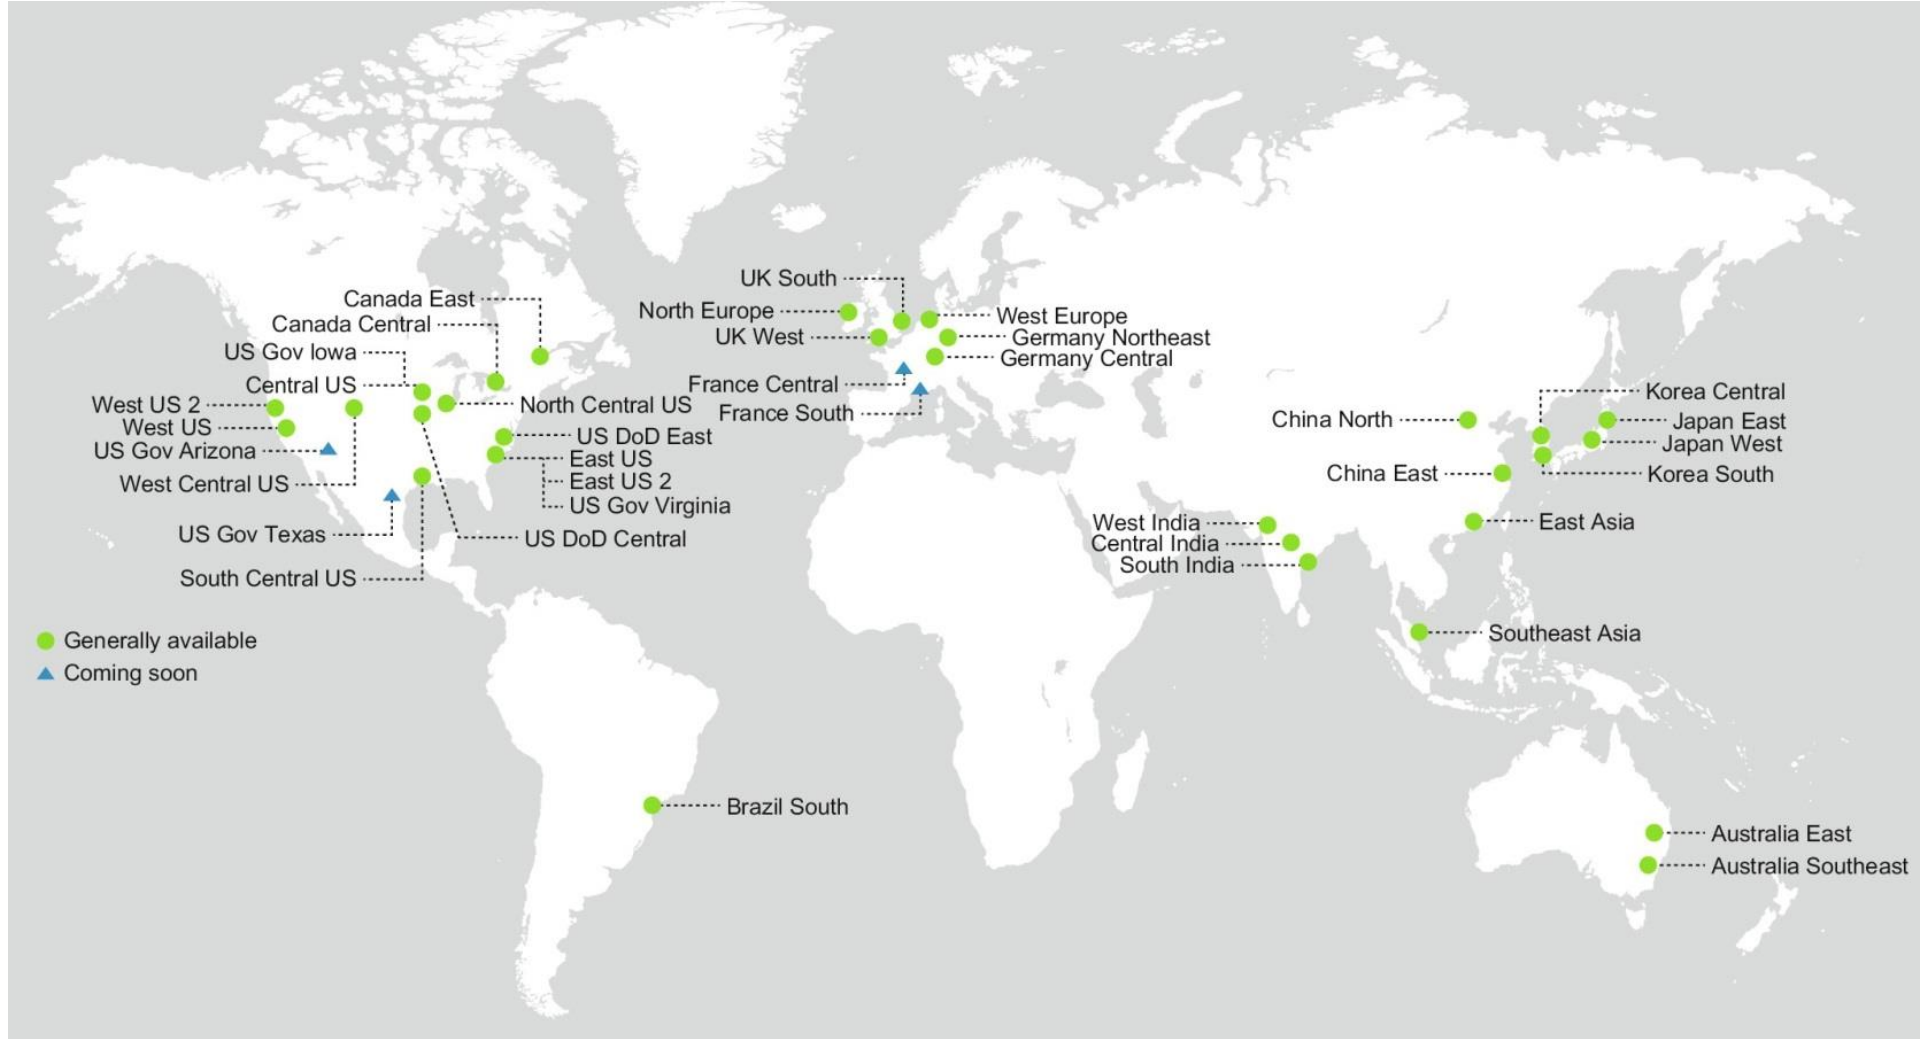 UK South
Canada East
North Europe
West Europe
Canada Central
UK West
Germany Northeast
US Gov Iowa
Germany Central
Central US
France Central
Korea Central
West US 2
North Central US
France South
China North
Japan East
West US
US DoD East
Japan West
US Gov Arizona
East US
China East
Korea South
West Central US
East US 2
US Gov Virginia
West India
East Asia
US Gov Texas
US DoD Central
Central India
South India
South Central US
Generally available
Southeast Asia
Coming soon
Brazil South
Australia East
Australia Southeast